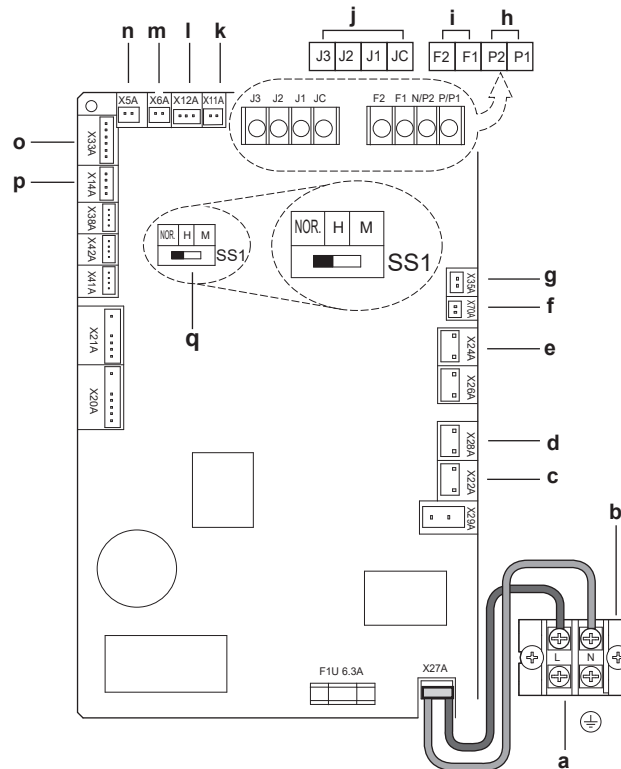 j
i h
J3 J2 J1 JC
F2 F1 P2 P1
n m l k
X5A X6A X12A X11A
J3 J2 J1 JC
F2 F1 N/P2 P/P1
o
X33A
p
X14A
X38A
X42A
X41A
X21A
X20A
NOR. H M
SS1
NOR. H M
SS1
q
X35A
g
X70A
f
X24A
e
X26A
X28A
d
X22A
c
X29A
b
L N
F1U 6.3A
X27A
a